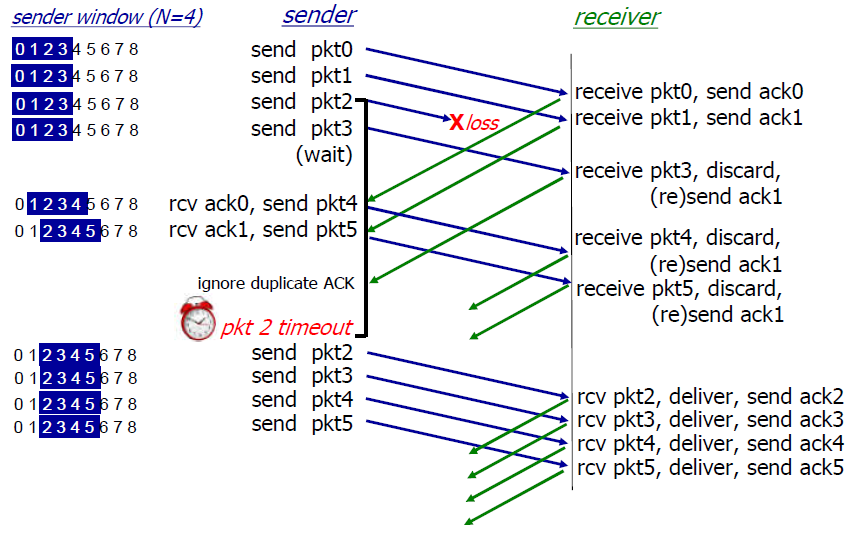 sender window (N=4) sender receiver
0 1 2 3 4 5 6 7 8 send pkt0
0 1 2 3 4 5 6 7 8 send pkt1
receive pkt0, send ack0
0 1 2 3 4 5 6 7 8 send pkt2
X loss
receive pkt1, send ack1
0 1 2 3 4 5 6 7 8 send pkt3
(wait)
receive pkt3, discard,
(re)send ack1
0 1 2 3 4 5 6 7 8 rcv ack0, send pkt4
0 1 2 3 4 5 6 7 8 rcv ack1, send pkt5
receive pkt4, discard,
(re)send ack1
ignore duplicate ACK
receive pkt5, discard,
(re)send ack1
pkt 2 timeout
0 1 2 3 4 5 6 7 8 send pkt2
0 1 2 3 4 5 6 7 8 send pkt3
0 1 2 3 4 5 6 7 8 send pkt4
0 1 2 3 4 5 6 7 8 send pkt5
rcv pkt2, deliver, send ack2
rcv pkt3, deliver, send ack3
rcv pkt4, deliver, send ack4
rcv pkt5, deliver, send ack5